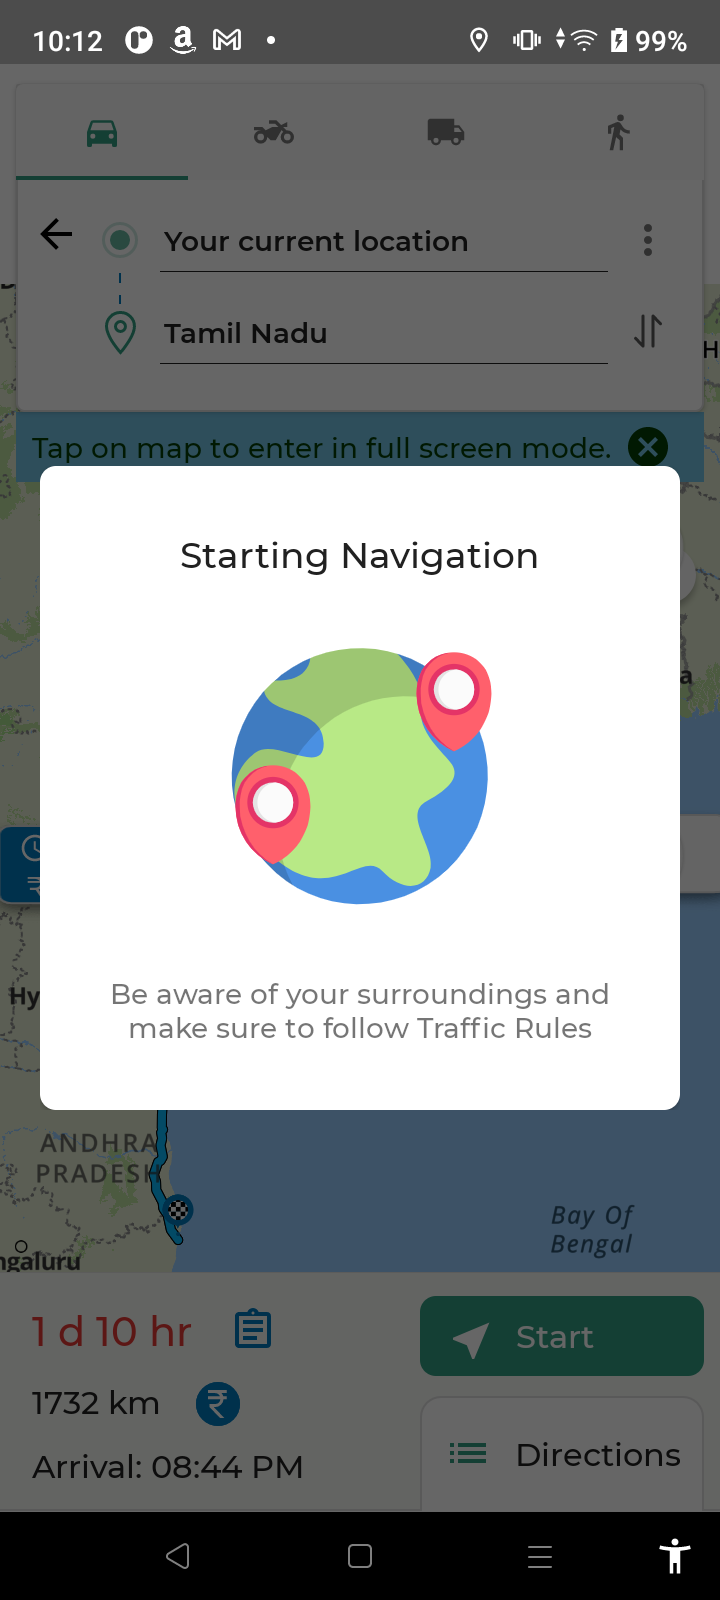 10:12
99%
Your current location
Tamil Nadu
H
Tap on map to enter in full screen mode.
Starting Navigation
a
₹
Be aware of your surroundings and
make sure to follow Traffic Rules
Hy
ANDHRA
PRADESH
Bay Of
Bengal
ngaluru
1 d 10 hr
Start
1732 km
₹
Directions
Arrival: 08:44 PM